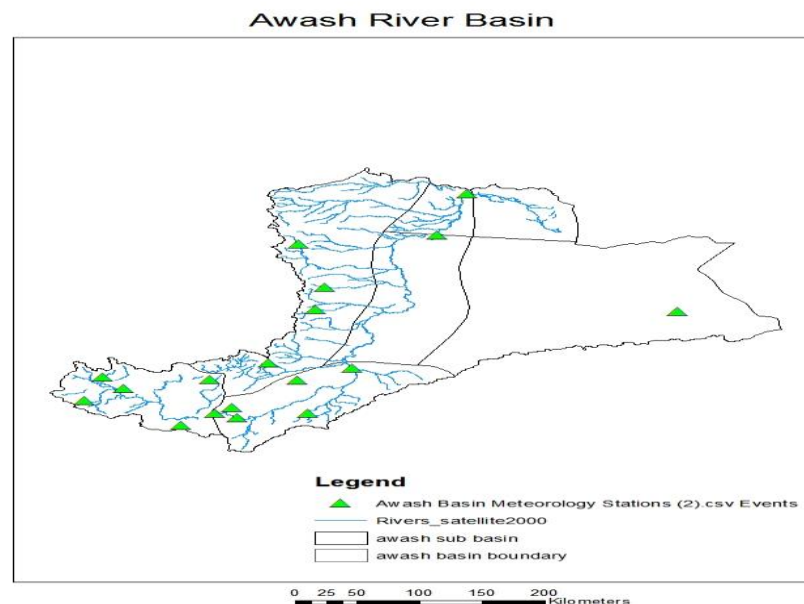 Awash River Basin
Legend
Awash Basin Meteorology Stations (2).csv Events
Rivers_satellite2000
awash sub basin
awash basin boundary
0 25 50 100 150 200
Kilometers